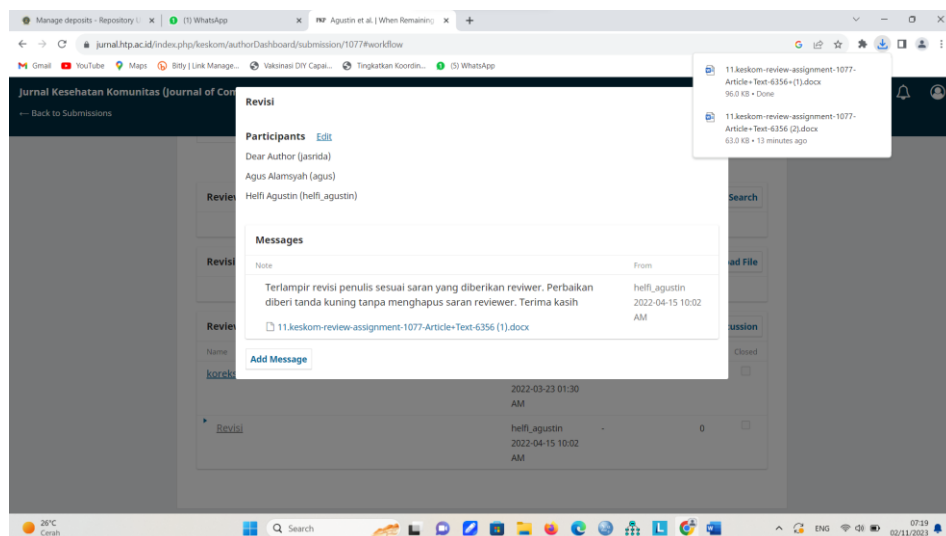 Manage deposits - Repository U
(1) WhatsApp
Agustin et al. | When Remaining
jurnal.htp.ac.id/index.php/keskom/authorDashboard/submission/1077#workflow
Gmail YouTube Maps Bitly | Link Manage... Vaksinasi DIY Capai... Tingkatkan Koordin... (5) WhatsApp
11.keskom-review-assignment-1077-
Article+Text-6356+(1).docx
96.0 KB • Done
11.keskom-review-assignment-1077-
Article+Text-6356 (2).docx
63.0 KB • 13 minutes ago
Jurnal Kesehatan Komunitas (Journal of Com
← Back to Submissions
Revisi
Participants Edit
Dear Author (jasrida)
Agus Alamsyah (agus)
Helfi Agustin (helfi_agustin)
Review
Search
Messages
Revisi
ad File
Note From
Terlampir revisi penulis sesuai saran yang diberikan reviwer. Perbaikan
diberi tanda kuning tanpa menghapus saran reviewer. Terima kasih
helfi_agustin
2022-04-15 10:02
AM
11.keskom-review-assignment-1077-Article+Text-6356 (1).docx
Review
ussion
Name Closed
Add Message
koreks
2022-03-23 01:30
AM
Revisi
helfi_agustin - 0
2022-04-15 10:02
AM
26°C
Cerah
Search
ENG
07:19
02/11/2023